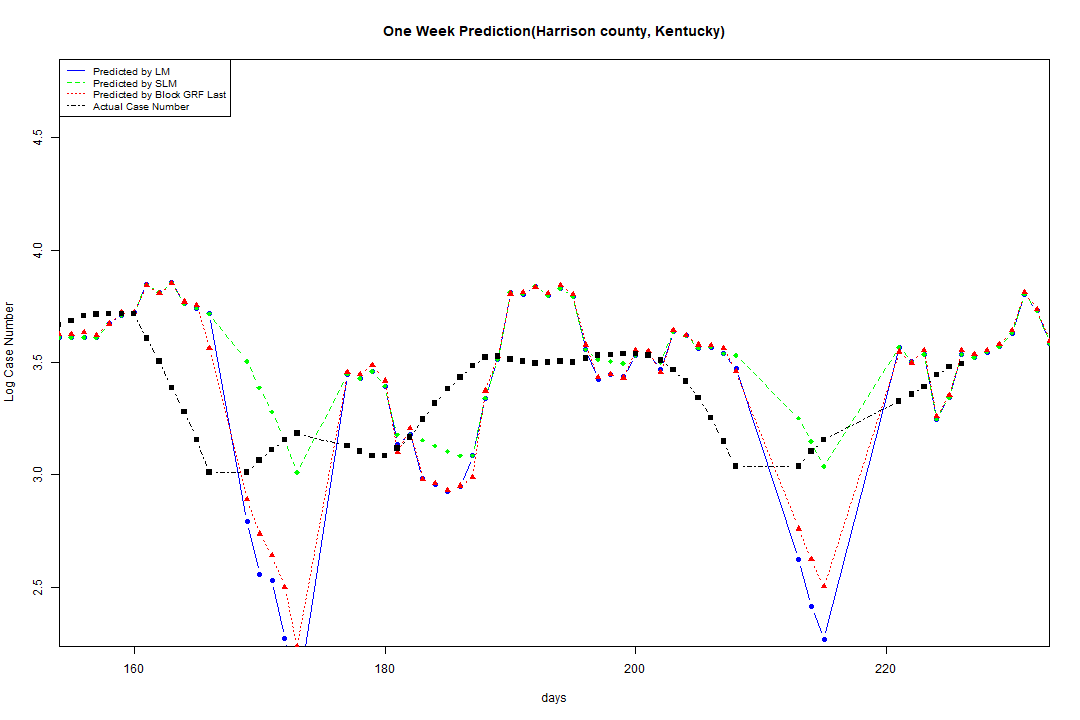 One Week Prediction(Harrison county, Kentucky)
Predicted by LM
Predicted by SLM
Predicted by Block GRF Last
Actual Case Number
4.5
4.0
3.5
3.0
2.5
Log Case Number
160 180 200 220
days